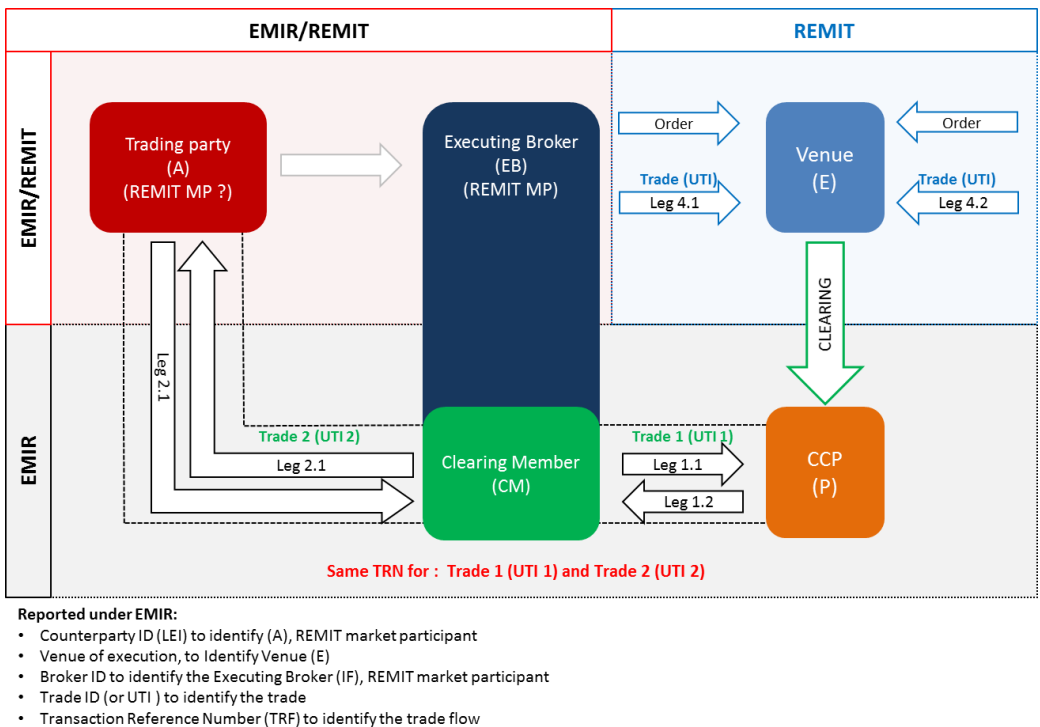 EMIR/REMIT
REMIT
EMIR/REMIT
Trading party
(A)
(REMIT MP ?)
Executing Broker
(EB)
(REMIT MP)
Order
Trade (UTI)
Leg 4.1
Venue
(E)
Order
Trade (UTI)
Leg 4.2
CLEARING
EMIR
Leg 2.1
Trade 2 (UTI 2)
Leg 2.1
Clearing Member
(CM)
Trade 1 (UTI 1)
Leg 1.1
Leg 1.2
CCP
(P)
Same TRN for : Trade 1 (UTI 1) and Trade 2 (UTI 2)
Reported under EMIR:
• Counterparty ID (LEI) to identify (A), REMIT market participant
• Venue of execution, to Identify Venue (E)
• Broker ID to identify the Executing Broker (IF), REMIT market participant
• Trade ID (or UTI ) to identify the trade
• Transaction Reference Number (TRF) to identify the trade flow